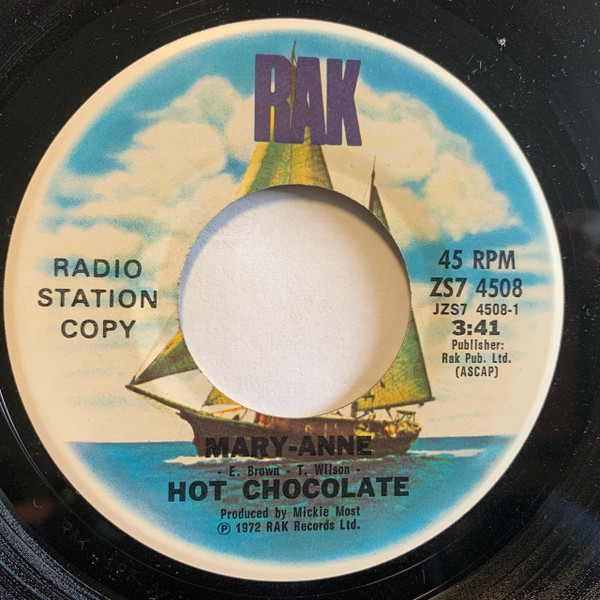 RAK
RADIO
STATION
COPY
45 RPM
ZS7 4508
JZS7 4508-1
3:41
Publisher:
Rak Pub. Ltd.
(ASCAP)
MARY-ANNE
- E. Brown - T. Wilson -
HOT CHOCOLATE
Produced by Mickie Most
℗ 1972 RAK Records Ltd.